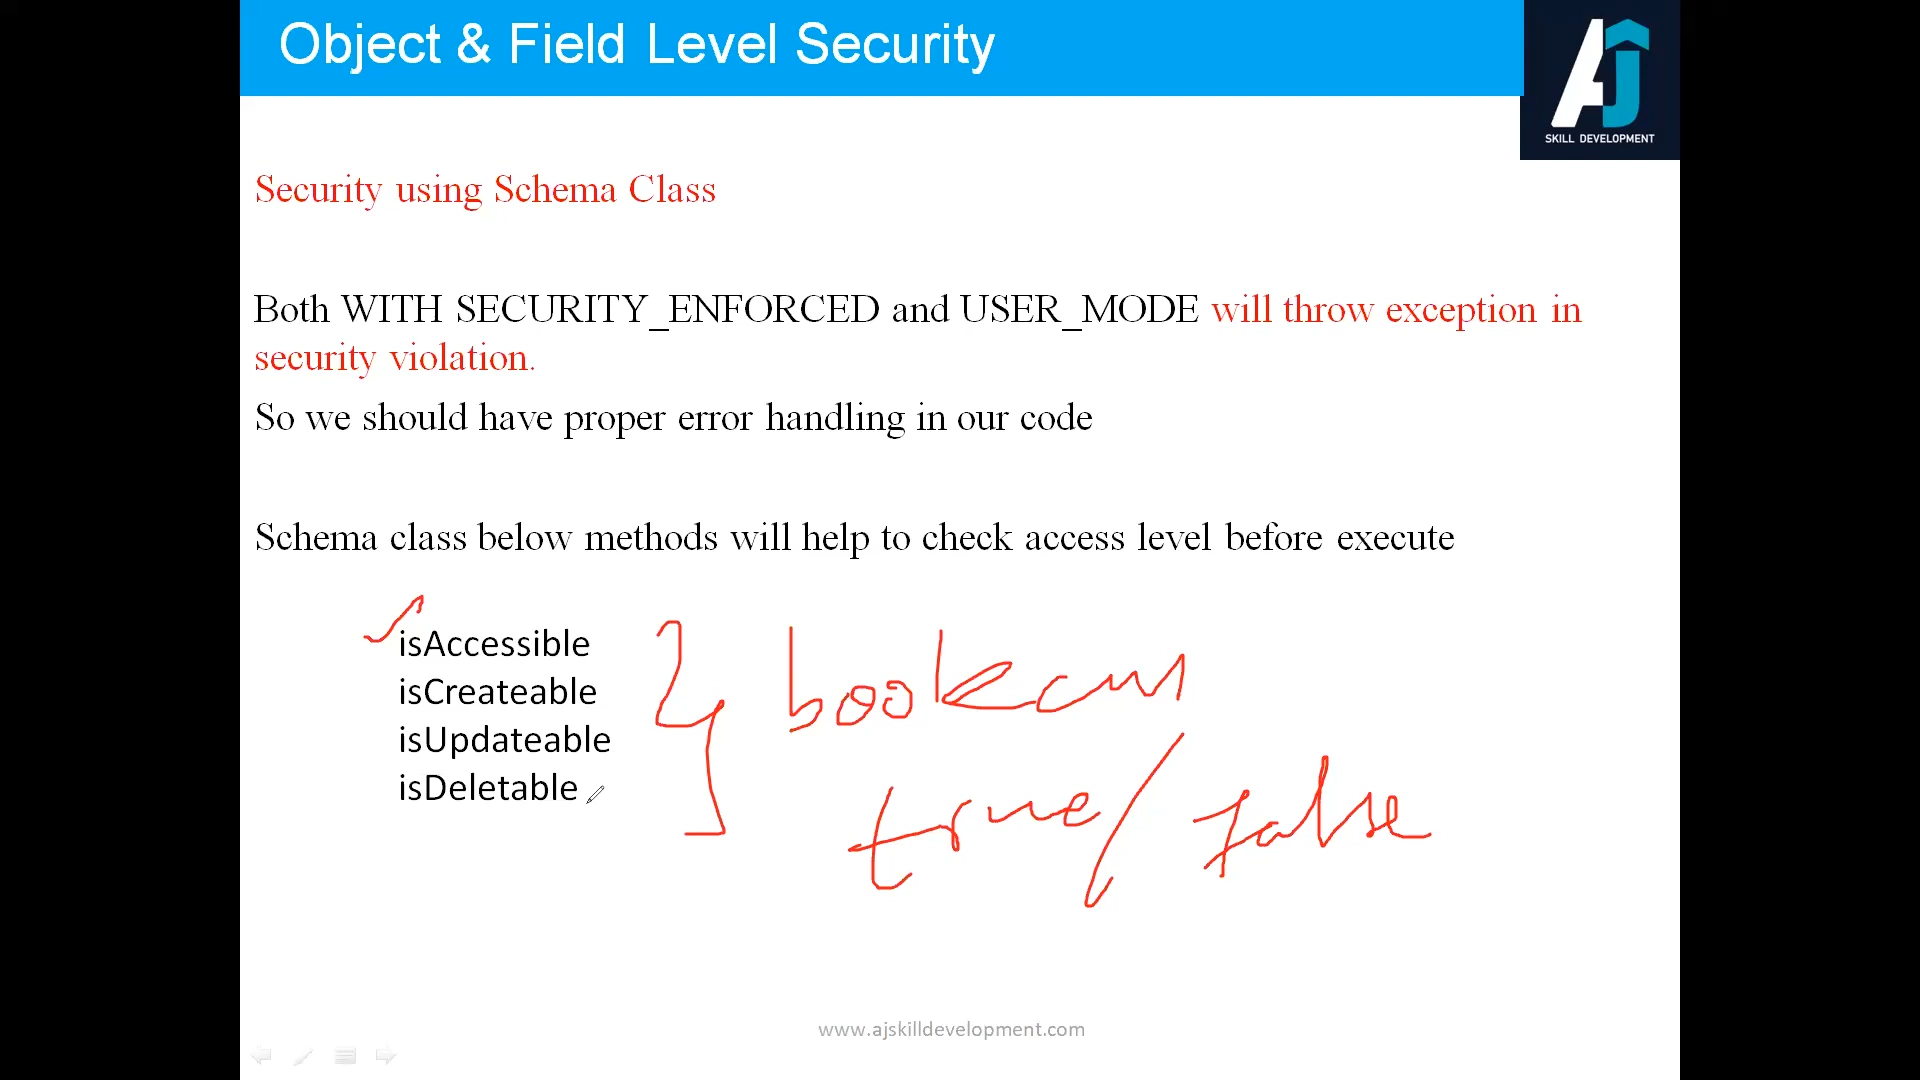 Object & Field Level Security
AJ
SKILL DEVELOPMENT
Security using Schema Class
Both WITH SECURITY_ENFORCED and USER_MODE will throw exception in
security violation.
So we should have proper error handling in our code
Schema class below methods will help to check access level before execute
isAccessible
isCreateable
isUpdateable
isDeletable
boolean
true/false
www.ajskilldevelopment.com